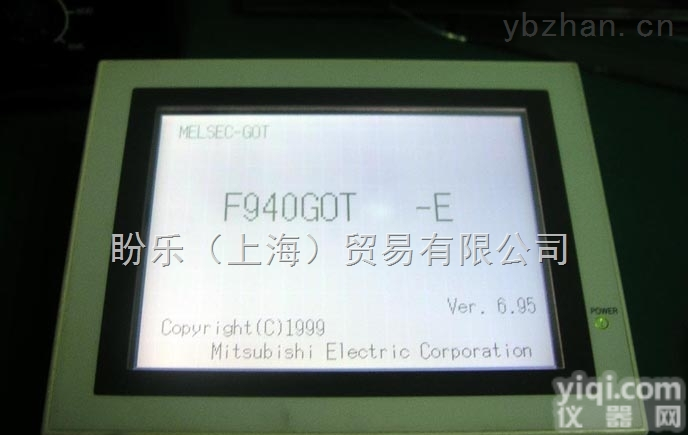 ybzhan.cn
MELSEC-GOT
F940GOT -E
盼乐（上海）贸易有限公司
Ver. 6.95
POWER
Copyright(C)1999
Mitsubishi Electric Corporation
yiqi.com
仪器网